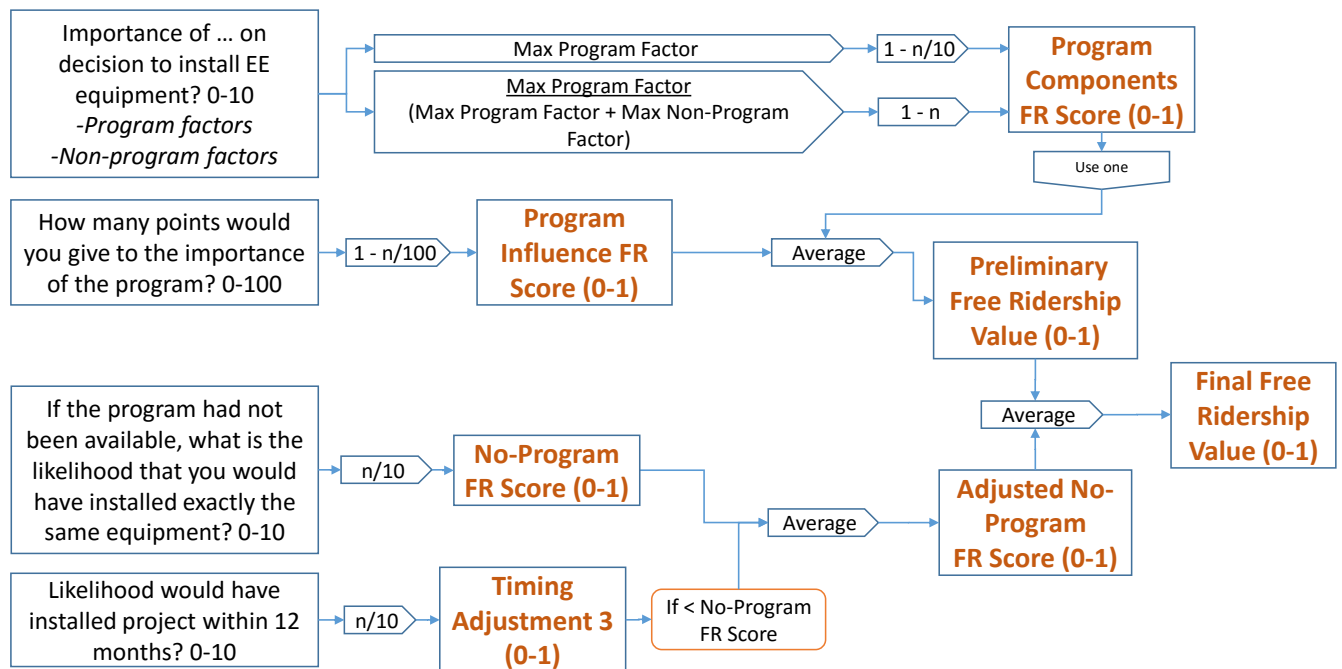 Importance of … on
decision to install EE
equipment? 0-10
-Program factors
-Non-program factors
Max Program Factor
1 - n/10
Max Program Factor
(Max Program Factor + Max Non-Program
Factor)
1 - n
Program
Components
FR Score (0-1)
Use one
How many points would
you give to the importance
of the program? 0-100
1 - n/100
Program
Influence FR
Score (0-1)
Average
Preliminary
Free Ridership
Value (0-1)
If the program had not
been available, what is the
likelihood that you would
have installed exactly the
same equipment? 0-10
n/10
No-Program
FR Score (0-1)
Average
Adjusted No-
Program
FR Score (0-1)
Average
Final Free
Ridership
Value (0-1)
Likelihood would have
installed project within 12
months? 0-10
n/10
Timing
Adjustment 3
(0-1)
If < No-Program
FR Score